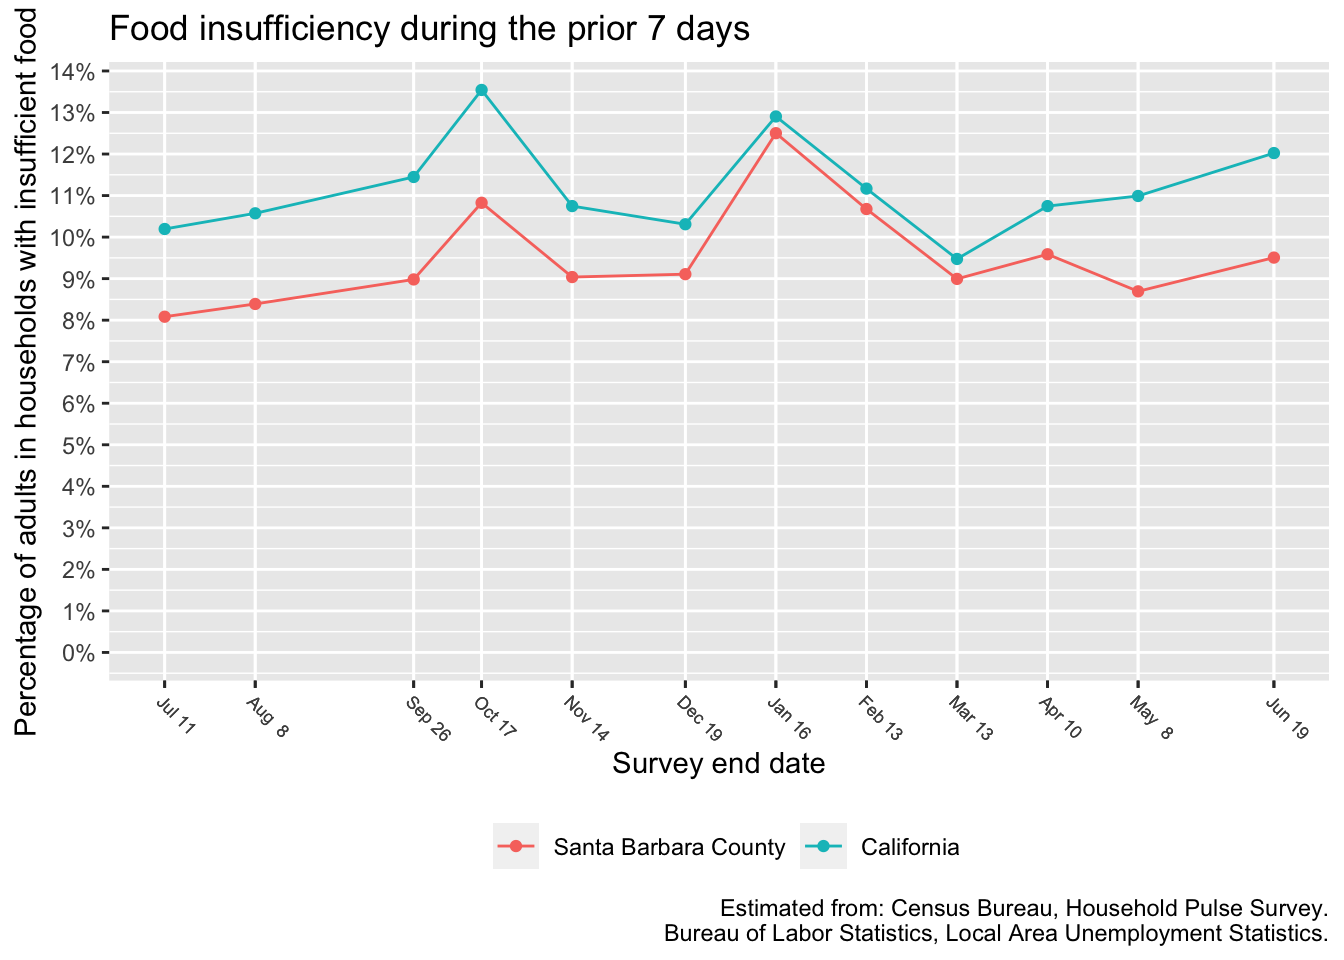 Food insufficiency during the prior 7 days
Percentage of adults in households with insufficient food
14%
13%
12%
11%
10%
9%
8%
7%
6%
5%
4%
3%
2%
1%
0%
Jul 11
Aug 8
Sep 26
Oct 17
Nov 14
Dec 19
Jan 16
Feb 13
Mar 13
Apr 10
May 8
Jun 19
Survey end date
Santa Barbara County
California
Estimated from: Census Bureau, Household Pulse Survey.
Bureau of Labor Statistics, Local Area Unemployment Statistics.